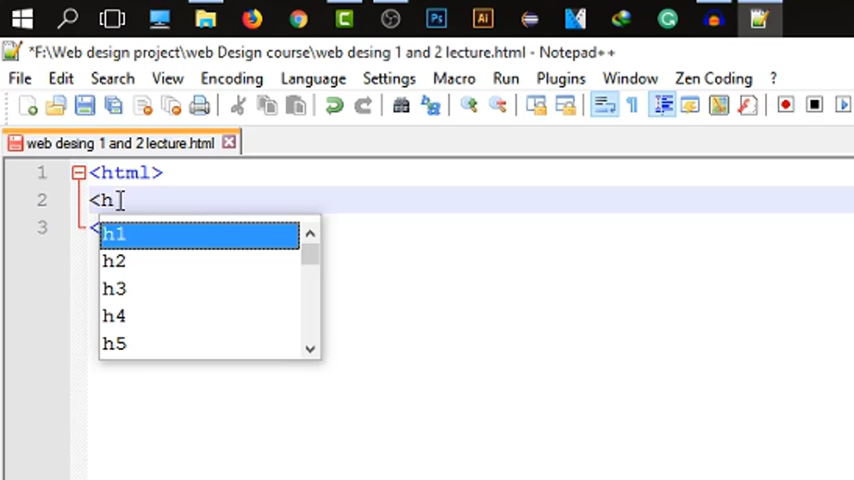 Ps Ai
*F:\Web design project\web Design course\web desing 1 and 2 lecture.html - Notepad++
File Edit Search View Encoding Language Settings Macro Run Plugins Window Zen Coding ?
web desing 1 and 2 lecture.html
1 <html>
2 <h
3 <
h1
h2
h3
h4
h5